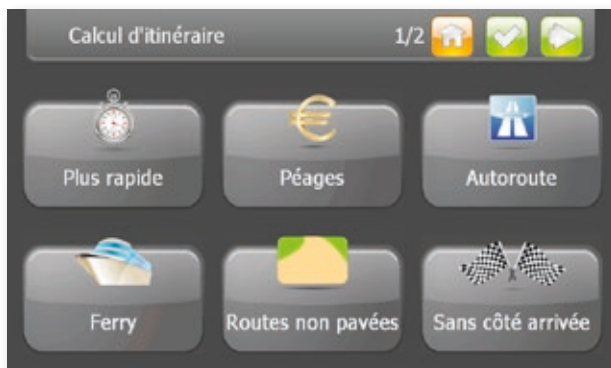 Calcul d'itinéraire 1/2
Plus rapide Péages Autoroute
Ferry Routes non pavées Sans côté arrivée